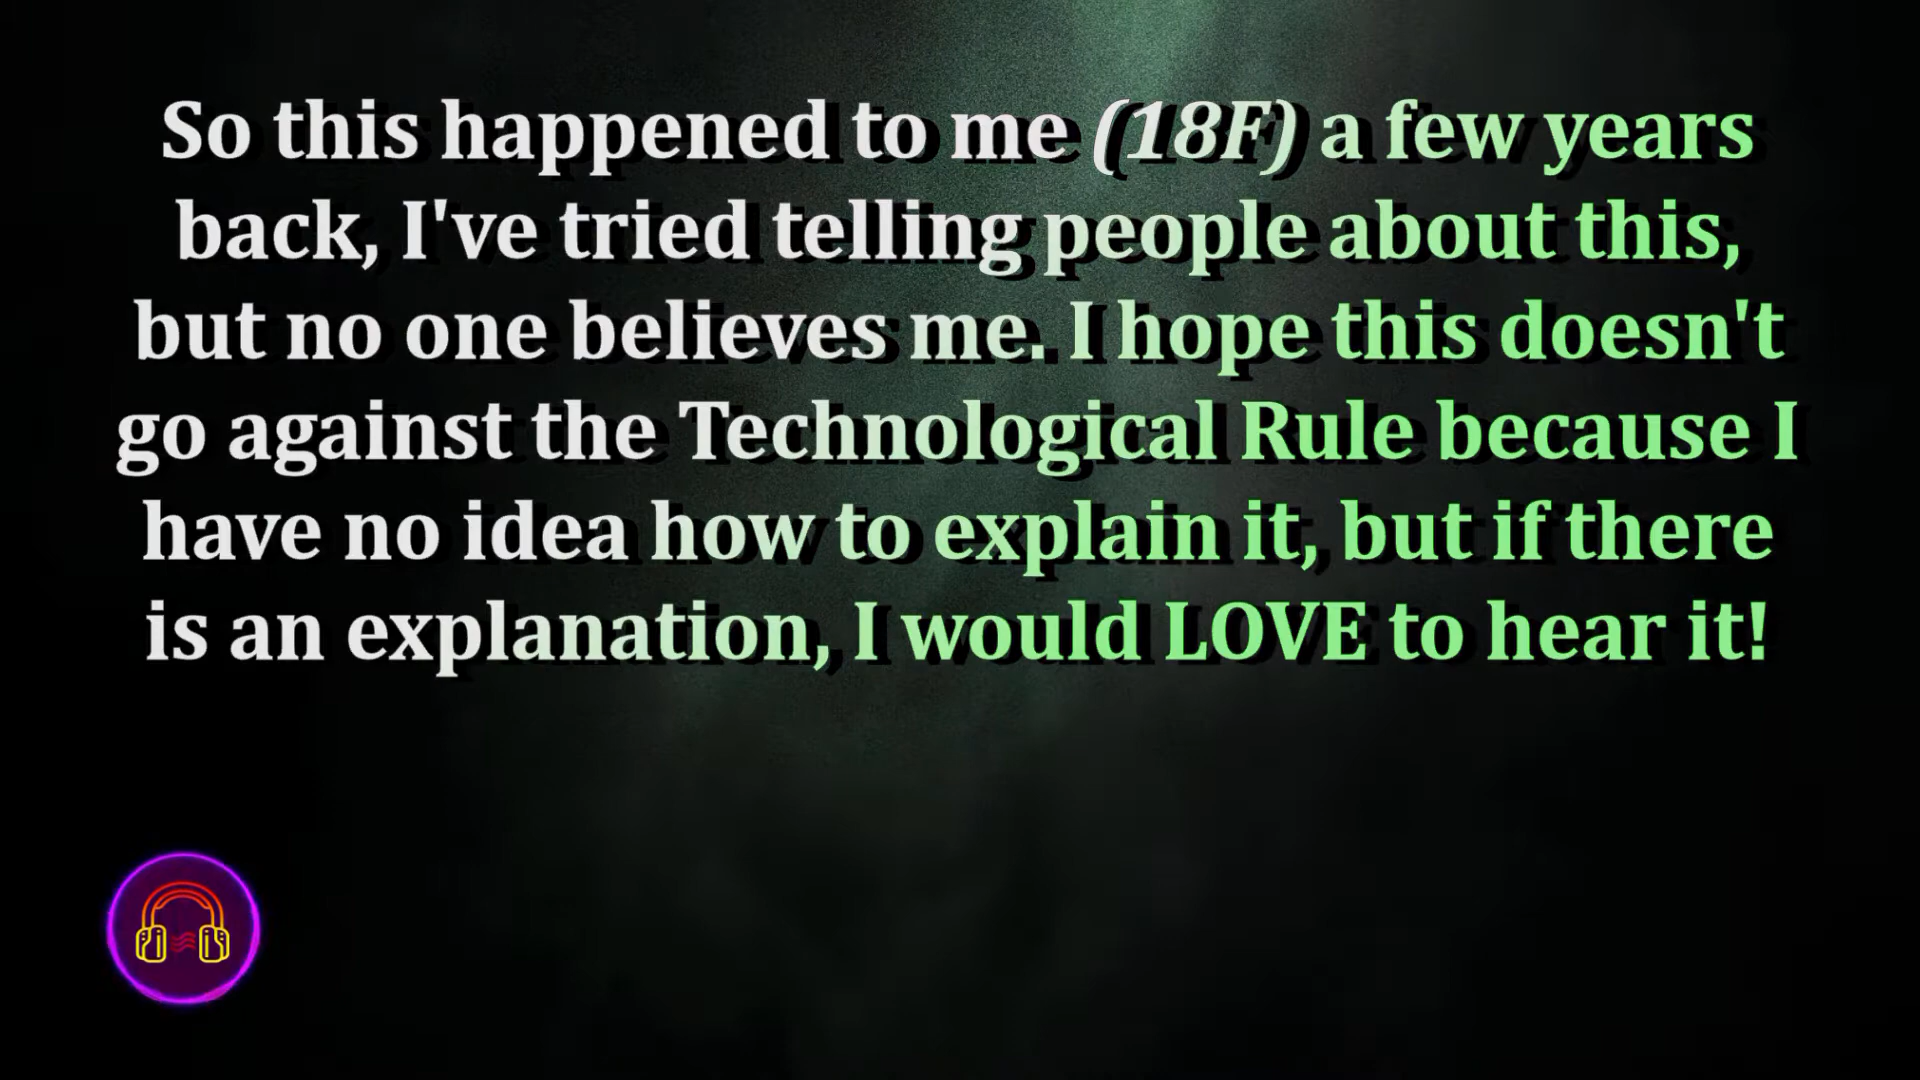 So this happened to me (18F) a few years
back, I've tried telling people about this,
but no one believes me. I hope this doesn't
go against the Technological Rule because I
have no idea how to explain it, but if there
is an explanation, I would LOVE to hear it!